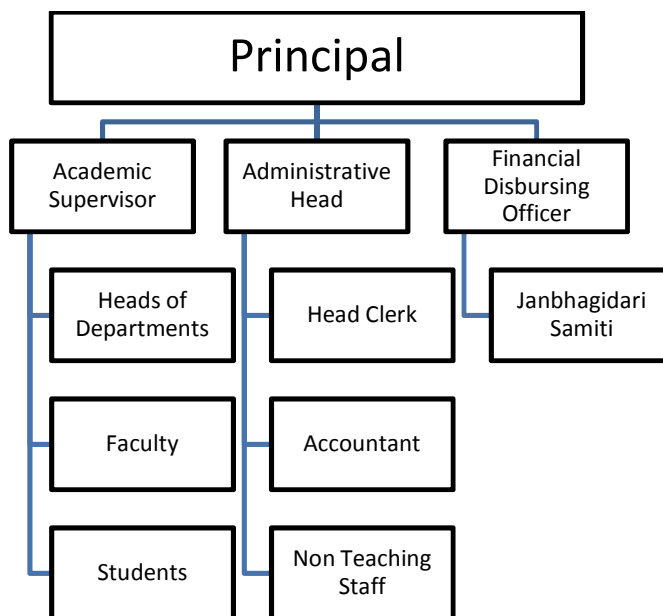 Principal
Academic
Supervisor
Administrative
Head
Financial
Disbursing
Officer
Heads of
Departments
Head Clerk
Janbhagidari
Samiti
Faculty
Accountant
Students
Non Teaching
Staff